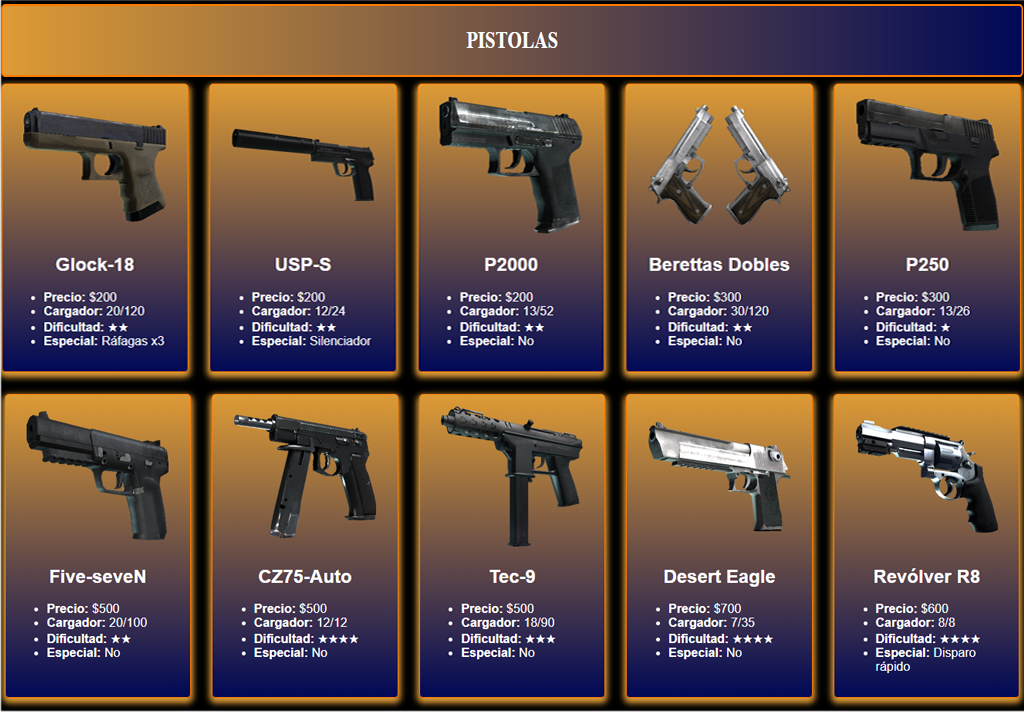 PISTOLAS
Glock-18
• Precio: $200
• Cargador: 20/120
• Dificultad: ★★
• Especial: Ráfagas x3
USP-S
• Precio: $200
• Cargador: 12/24
• Dificultad: ★★
• Especial: Silenciador
P2000
• Precio: $200
• Cargador: 13/52
• Dificultad: ★★
• Especial: No
Berettas Dobles
• Precio: $300
• Cargador: 30/120
• Dificultad: ★★
• Especial: No
P250
• Precio: $300
• Cargador: 13/26
• Dificultad: ★
• Especial: No
Five-seveN
• Precio: $500
• Cargador: 20/100
• Dificultad: ★★
• Especial: No
CZ75-Auto
• Precio: $500
• Cargador: 12/12
• Dificultad: ★★★★
• Especial: No
Tec-9
• Precio: $500
• Cargador: 18/90
• Dificultad: ★★★
• Especial: No
Desert Eagle
• Precio: $700
• Cargador: 7/35
• Dificultad: ★★★★
• Especial: No
Revólver R8
• Precio: $600
• Cargador: 8/8
• Dificultad: ★★★★
• Especial: Disparo
rápido